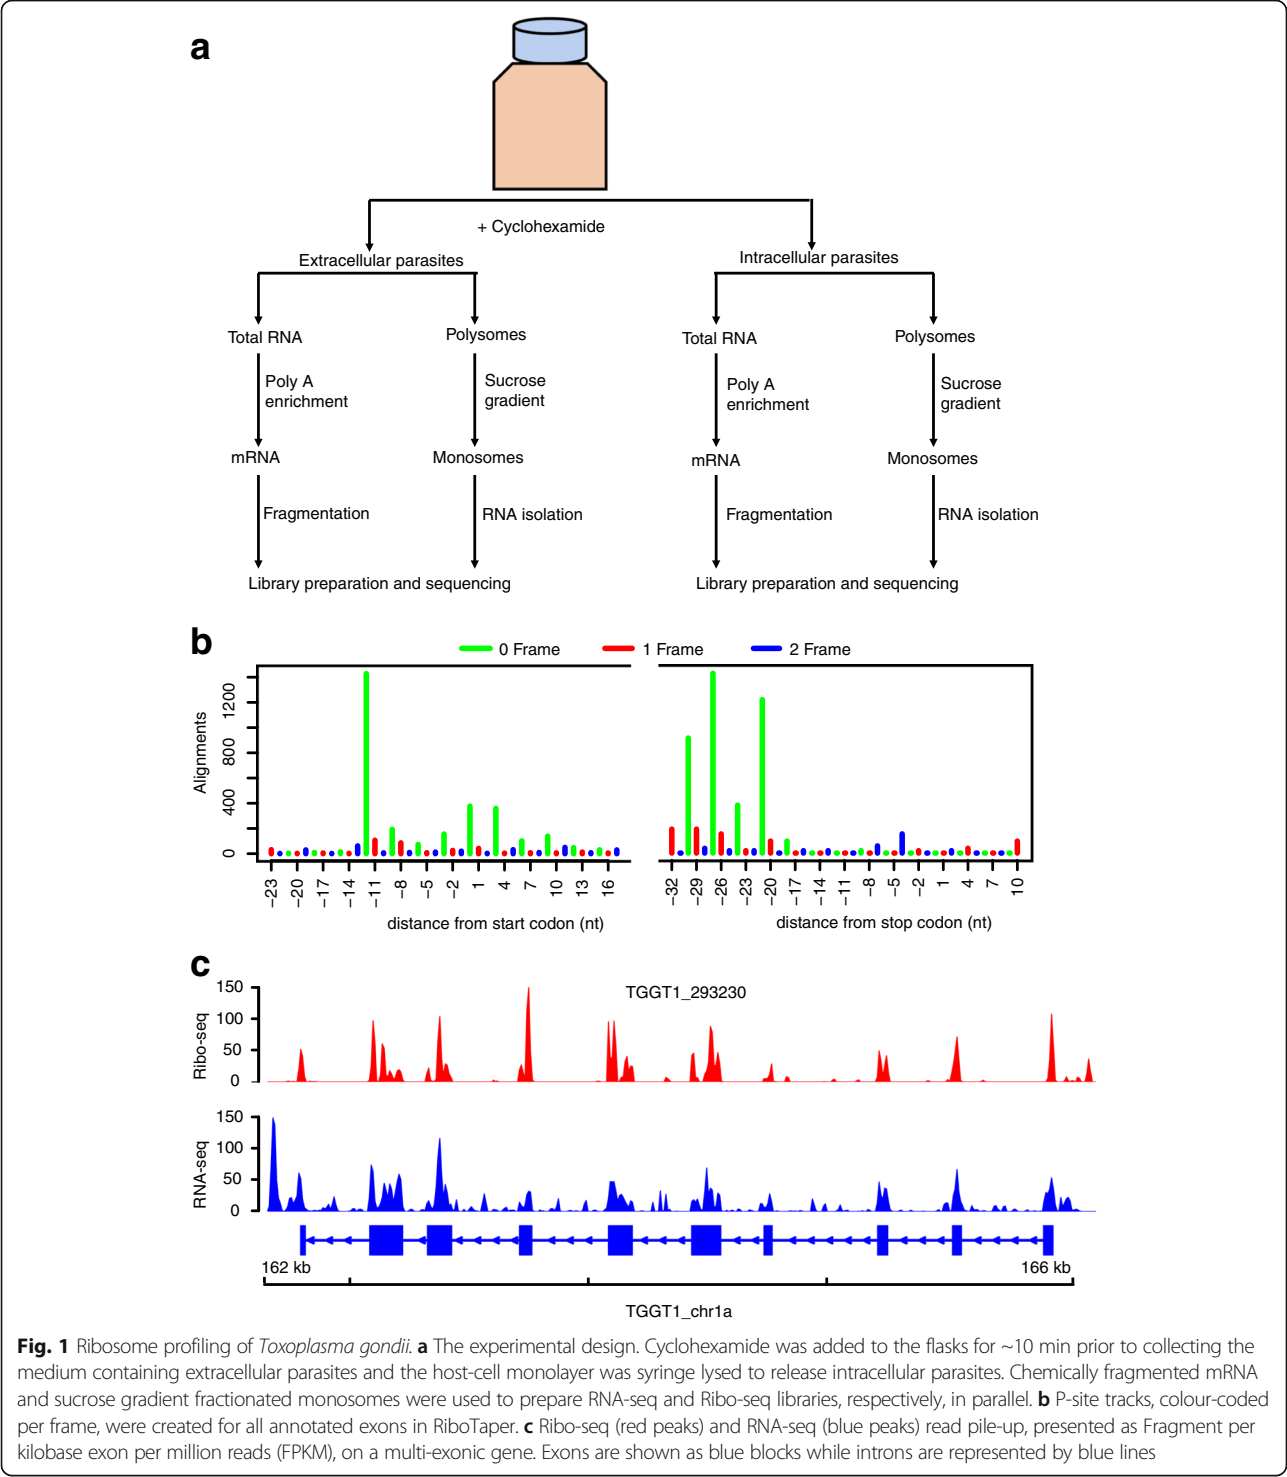 a
+ Cyclohexamide
Extracellular parasites
Intracellular parasites
Total RNA
Polysomes
Total RNA
Polysomes
Poly A
enrichment
Sucrose
gradient
Poly A
enrichment
Sucrose
gradient
mRNA
Monosomes
mRNA
Monosomes
Fragmentation
RNA isolation
Fragmentation
RNA isolation
Library preparation and sequencing
Library preparation and sequencing
b
0 Frame
1 Frame
2 Frame
Alignments
1200
800
400
0
−23 −20 −17 −14 −11 −8 −5 −2 1 4 7 10 13 16
distance from start codon (nt)
−32 −29 −26 −23 −20 −17 −14 −11 −8 −5 −2 1 4 7 10
distance from stop codon (nt)
c
TGGT1_293230
Ribo-seq
150
100
50
0
RNA-seq
150
100
50
0
162 kb
166 kb
TGGT1_chr1a
Fig. 1 Ribosome profiling of Toxoplasma gondii. a The experimental design. Cyclohexamide was added to the flasks for ~10 min prior to collecting the
medium containing extracellular parasites and the host-cell monolayer was syringe lysed to release intracellular parasites. Chemically fragmented mRNA
and sucrose gradient fractionated monosomes were used to prepare RNA-seq and Ribo-seq libraries, respectively, in parallel. b P-site tracks, colour-coded
per frame, were created for all annotated exons in RiboTaper. c Ribo-seq (red peaks) and RNA-seq (blue peaks) read pile-up, presented as Fragment per
kilobase exon per million reads (FPKM), on a multi-exonic gene. Exons are shown as blue blocks while introns are represented by blue lines